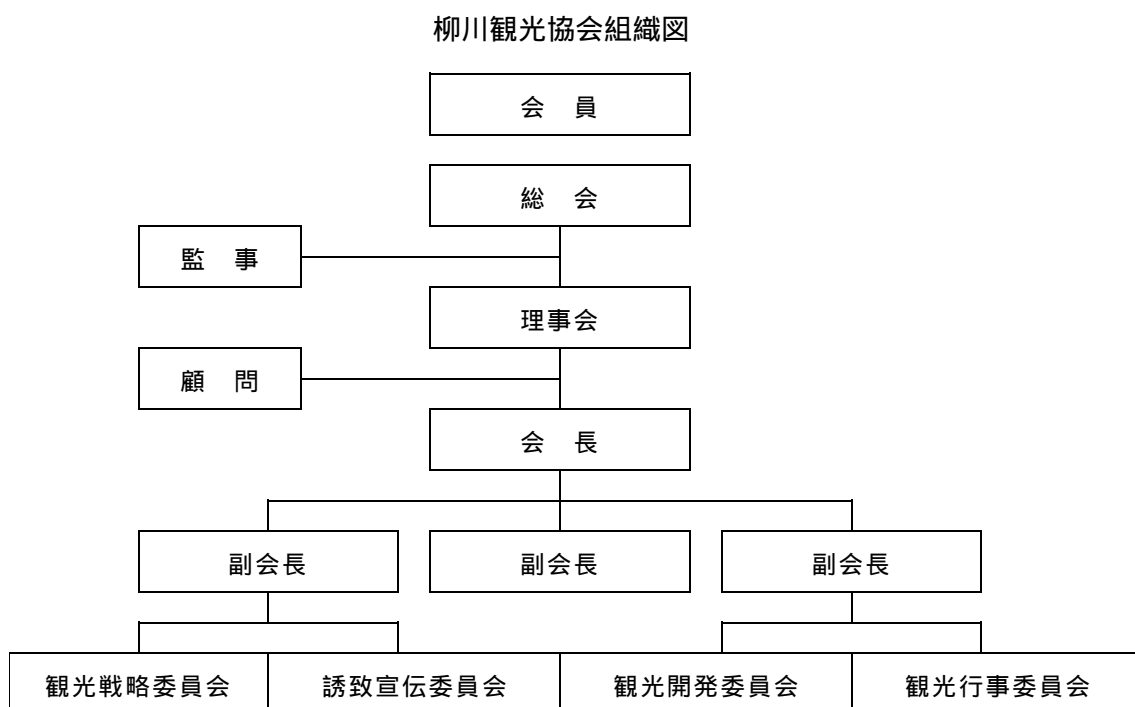 柳川観光協会組織図
会　員
総　会
監　事
理事会
顧　問
会　長
副会長
副会長
副会長
観光戦略委員会
誘致宣伝委員会
観光開発委員会
観光行事委員会